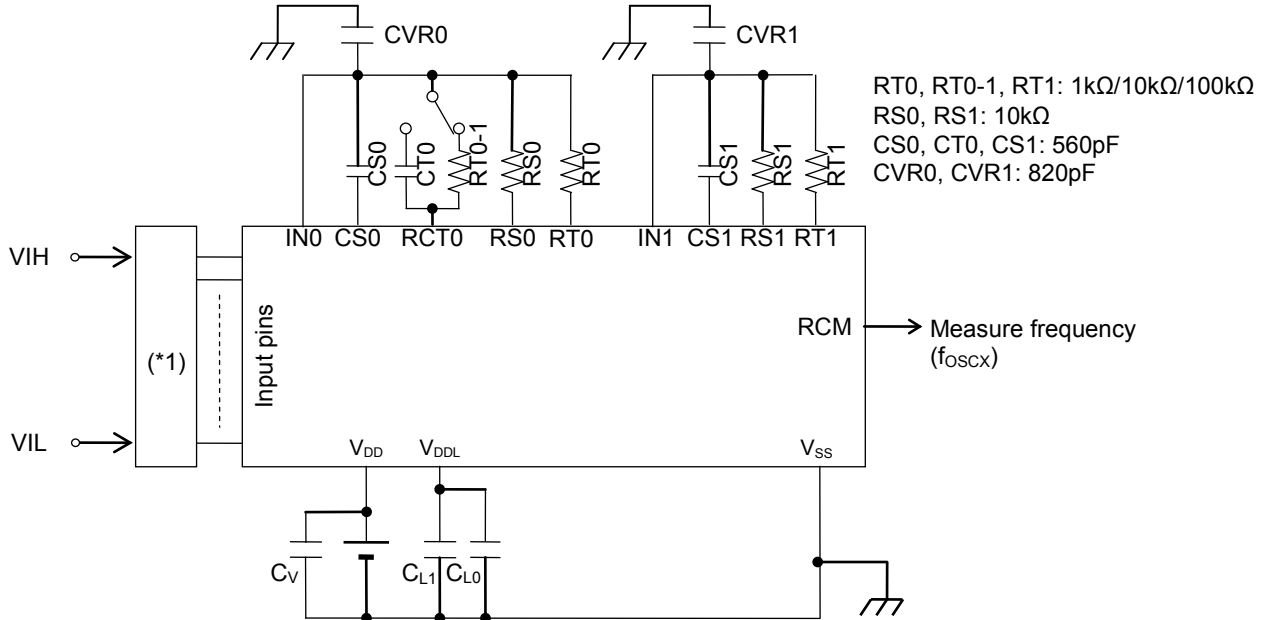 CVR0
CVR1
RT0, RT0-1, RT1: 1kΩ/10kΩ/100kΩ
RS0, RS1: 10kΩ
CS0, CT0, CS1: 560pF
CVR0, CVR1: 820pF
CS0
CT0
RT0-1
RS0
RT0
CS1
RS1
RT1
IN0 CS0 RCT0 RS0 RT0
IN1 CS1 RS1 RT1
VIH
(*1)
VIL
Input pins
RCM
Measure frequency
(fOSCX)
VDD
VDDL
VSS
CV
CL1
CL0